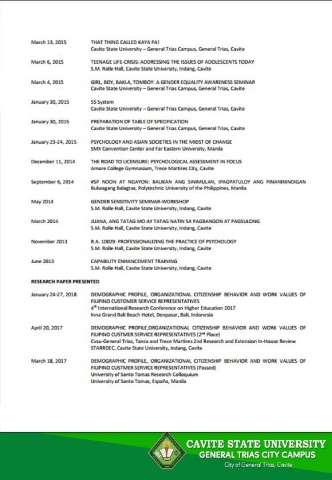 March 13, 2015 THAT THING CALLED KAYA PA!
Cavite State University – General Trias Campus, General Trias, Cavite
March 6, 2015 TEENAGE LIFE-CRISIS: ADDRESSING THE ISSUES OF ADOLESCENTS TODAY
S.M. Rolle Hall, Cavite State University, Indang, Cavite
March 4, 2015 GIRL, BOY, BAKLA, TOMBOY: A GENDER EQUALITY AWARENESS SEMINAR
Cavite State University – General Trias Campus, General Trias, Cavite
January 30, 2015 5S System
Cavite State University – General Trias Campus, General Trias, Cavite
January 30, 2015 PREPARATION OF TABLE OF SPECIFICATION
Cavite State University – General Trias Campus, General Trias, Cavite
January 23-24, 2015 PSYCHOLOGY AND ASIAN SOCIETIES IN THE MIDST OF CHANGE
SMX Convention Center and Far Eastern University, Manila
December 11, 2014 THE ROAD TO LICENSURE: PSYCHOLOGICAL ASSESSMENT IN FOCUS
Amore College Gymnasium, Trece Martires City, Cavite
September 6, 2014 #SP NOON AT NGAYON: BALIKAN ANG SINIMULAN, IPAGPATULOY ANG PINANININDIGAN
Bulwagang Balagtas, Polytechnic University of the Philippines, Manila
May 2014 GENDER SENSITIVITY SEMINAR-WORKSHOP
S.M. Rolle Hall, Cavite State University, Indang, Cavite
March 2014 JUANA, ANG TATAG MO AY TATAG NATIN SA PAGBANGON AT PAGSULONG
S.M. Rolle Hall, Cavite State University, Indang, Cavite
November 2013 R.A. 10029: PROFESSIONALIZING THE PRACTICE OF PSYCHOLOGY
S.M. Rolle Hall, Cavite State University, Indang, Cavite
June 2013 CAPABILITY ENHANCEMENT TRAINING
S.M. Rolle Hall, Cavite State University, Indang, Cavite
RESEARCH PAPER PRESENTED
January 24-27, 2018 DEMOGRAPHIC PROFILE, ORGANIZATIONAL CITIZENSHIP BEHAVIOR AND WORK VALUES OF
FILIPINO CUSTOMER SERVICE REPRESENTATIVES
4th International Research Conference on Higher Education 2017
Inna Grand Bali Beach Hotel, Denpasar, Bali, Indonesia
April 20, 2017 DEMOGRAPHIC PROFILE,ORGANIZATIONAL CITIZENSHIP BEHAVIOR AND WORK VALUES OF
FILIPINO CUSTOMER SERVICE REPRESENTATIVES (2nd Place)
Cvsu-General Trias, Tanza and Trece Martires 2nd Research and Extension In-House Review
STARRDEC, Cavite State University, Indang, Cavite
March 18, 2017 DEMOGRAPHIC PROFILE, ORGANIZATIONAL CITIZENSHIP BEHAVIOR AND WORK VALUES OF
FILIPINO CUSTOMER SERVICE REPRESENTATIVES (Passed)
University of Santo Tomas Research Colloquium
University of Santo Tomas, España, Manila
CAVITE STATE UNIVERSITY
GENERAL TRIAS CITY CAMPUS
City of General Trias, Cavite